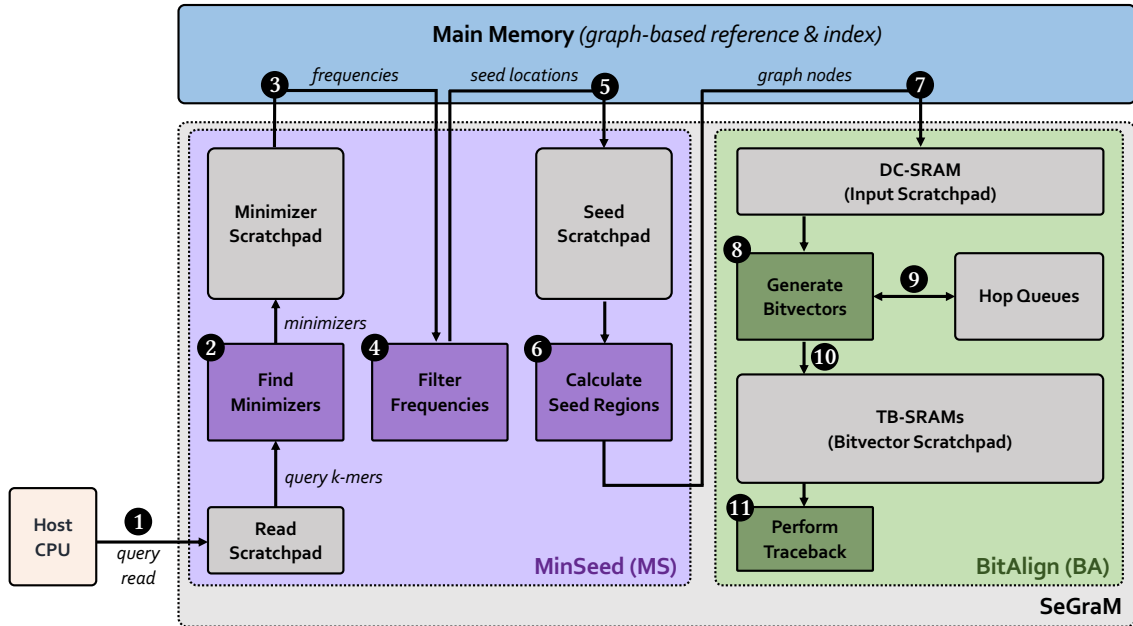 Main Memory (graph-based reference & index)
3
frequencies
seed locations
5
graph nodes
7
Minimizer
Scratchpad
Seed
Scratchpad
DC-SRAM
(Input Scratchpad)
minimizers
2
Find
Minimizers
4
Filter
Frequencies
6
Calculate
Seed Regions
8
Generate
Bitvectors
9
Hop Queues
10
TB-SRAMs
(Bitvector Scratchpad)
query k-mers
Host
CPU
1
query
read
Read
Scratchpad
MinSeed (MS)
11
Perform
Traceback
BitAlign (BA)
SeGraM